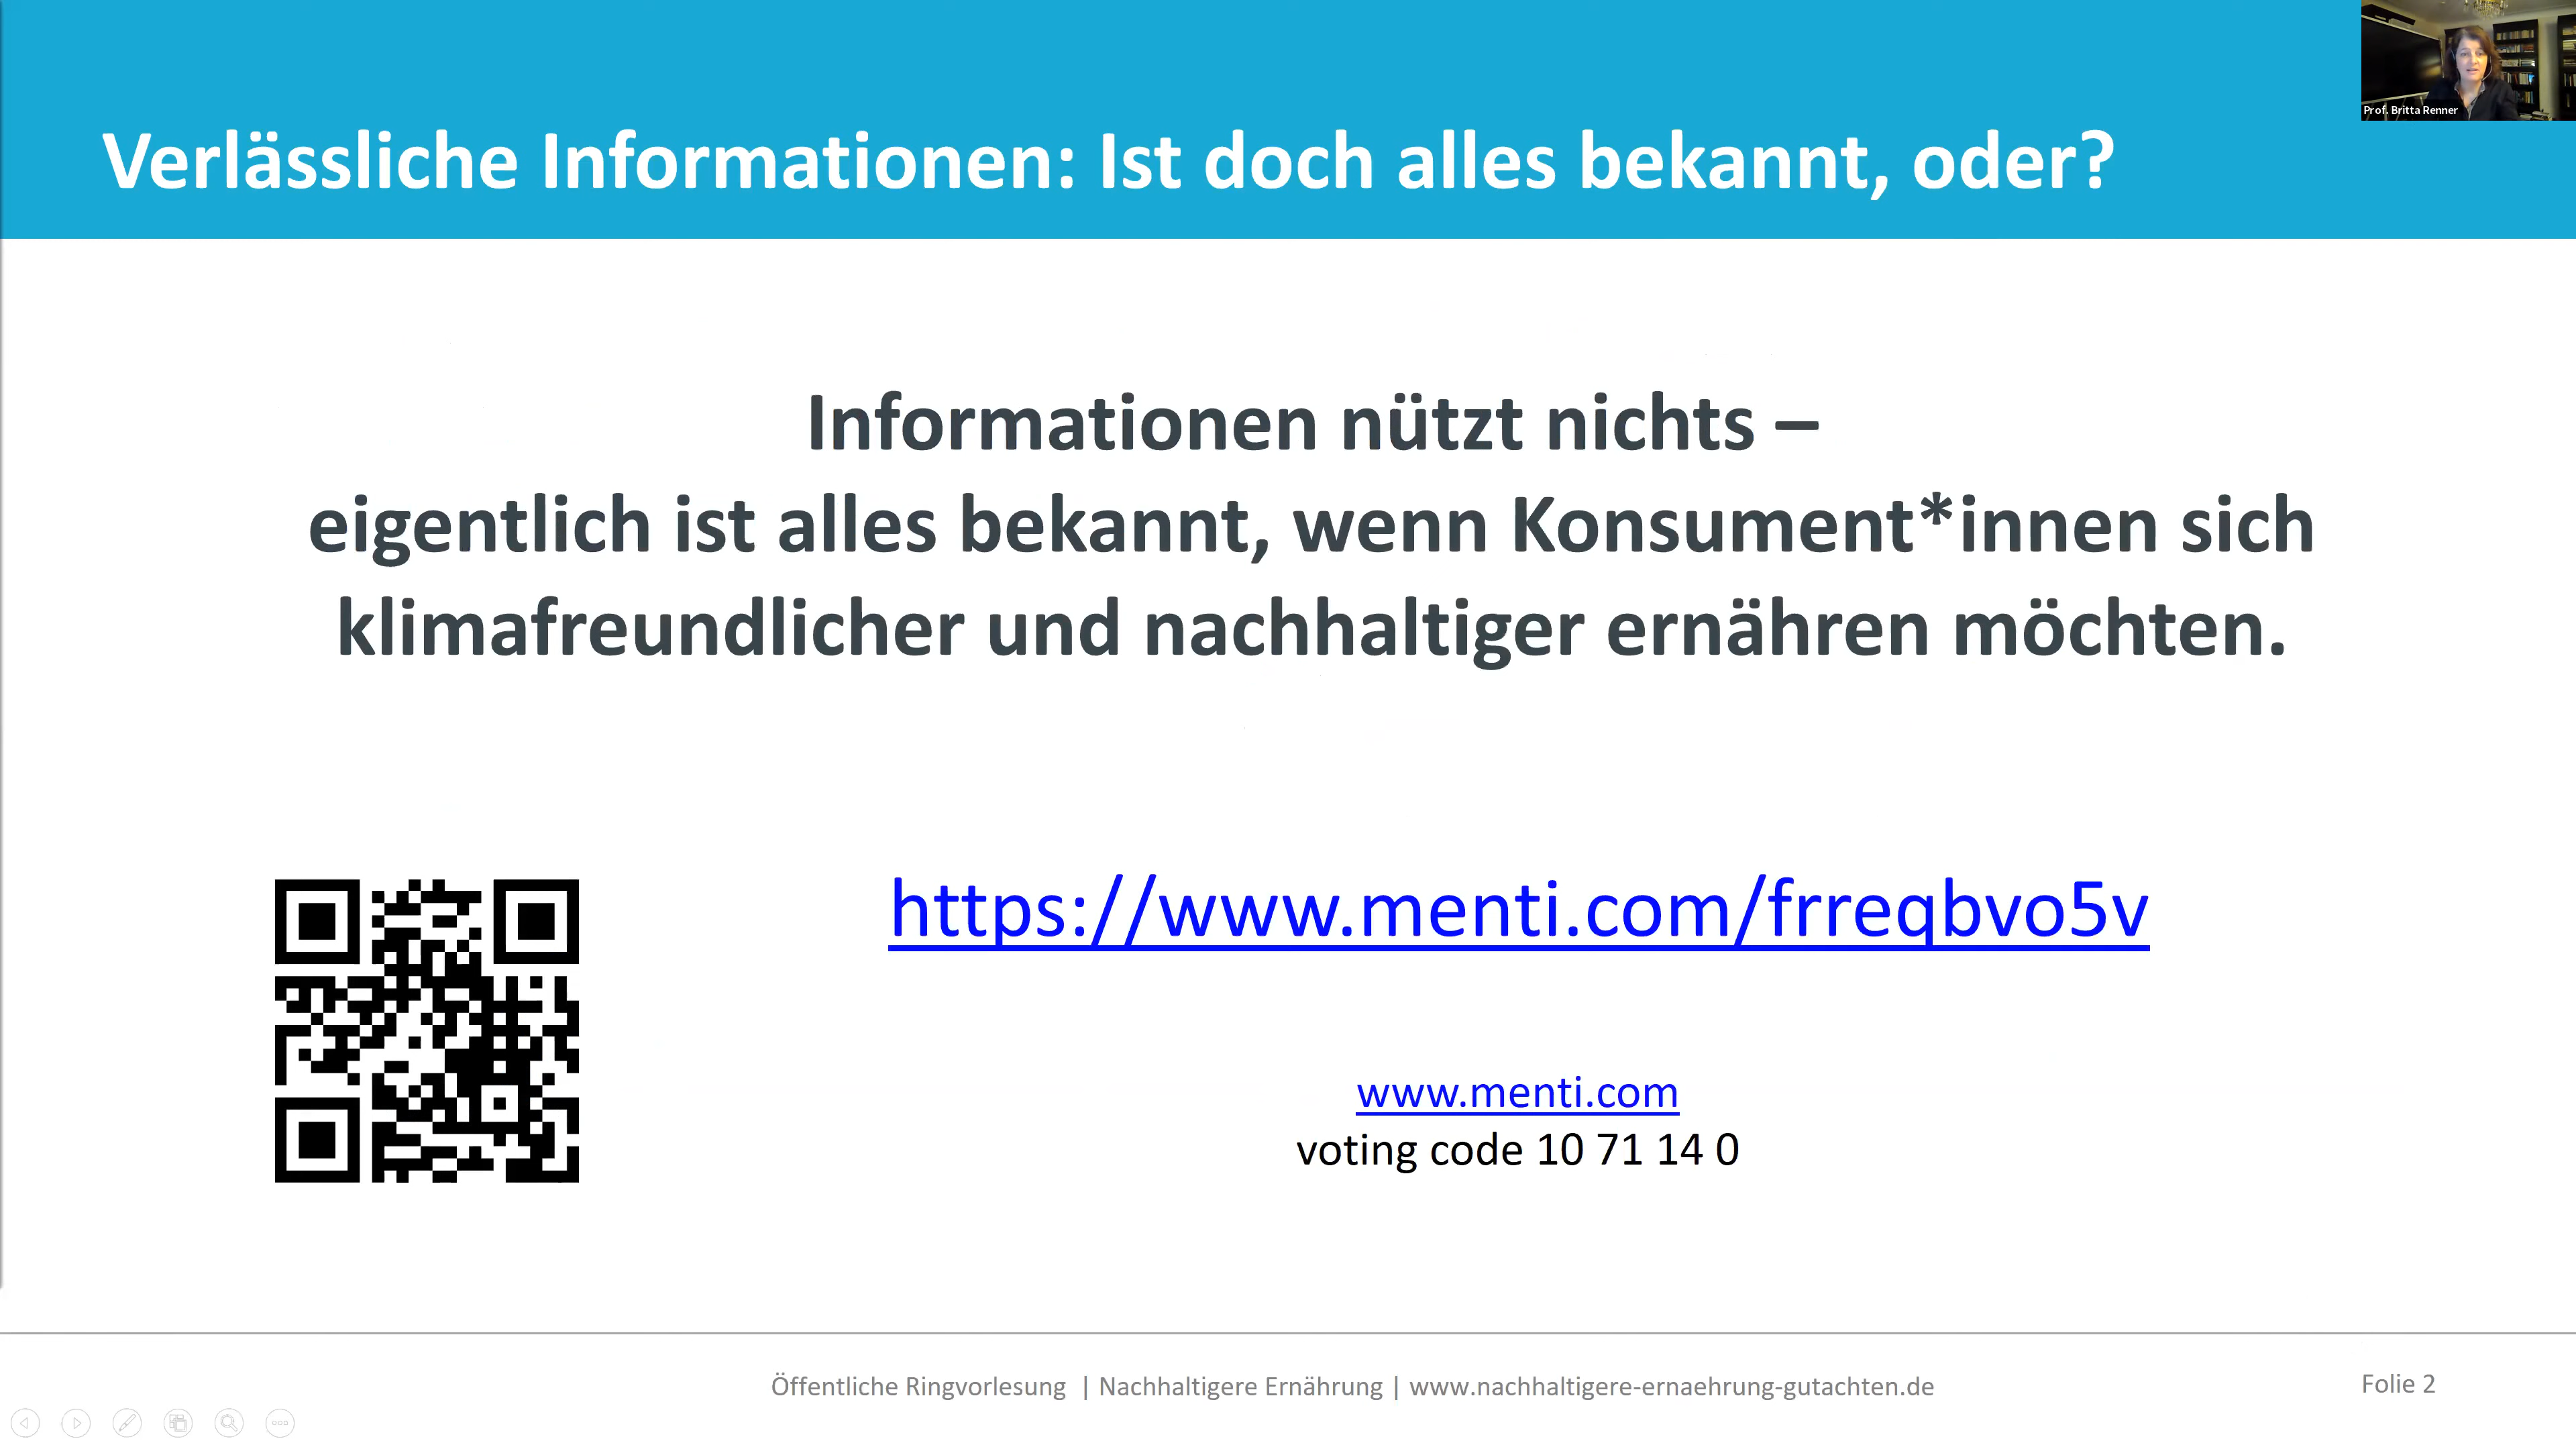 Prof. Britta Renner
Verlässliche Informationen: Ist doch alles bekannt, oder?
Informationen nützt nichts –
eigentlich ist alles bekannt, wenn Konsument*innen sich
klimafreundlicher und nachhaltiger ernähren möchten.
https://www.menti.com/frreqbvo5v
www.menti.com
voting code 10 71 14 0
Öffentliche Ringvorlesung | Nachhaltigere Ernährung | www.nachhaltigere-ernaehrung-gutachten.de
Folie 2